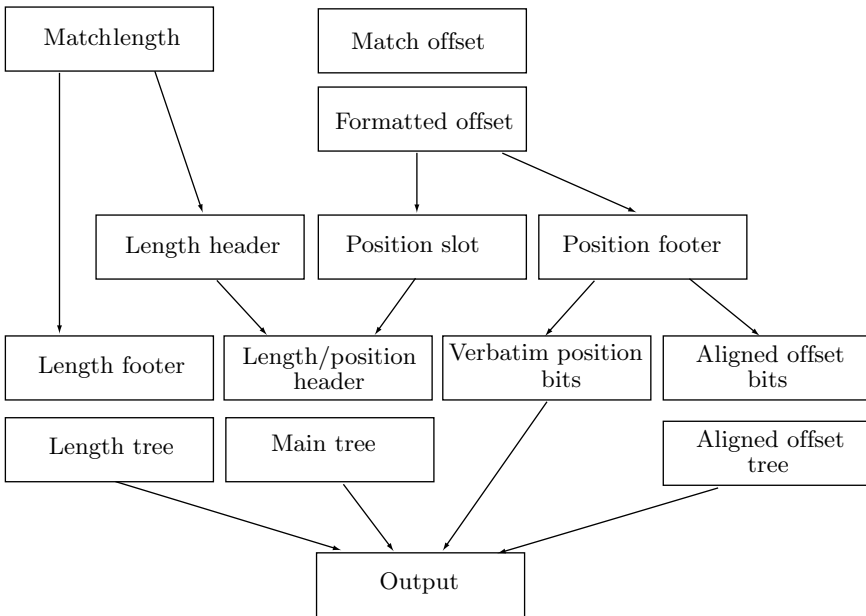 Matchlength
Match offset
Formatted offset
Length header
Position slot
Position footer
Length footer
Length/position
header
Verbatim position
bits
Aligned offset
bits
Length tree
Main tree
Aligned offset
tree
Output